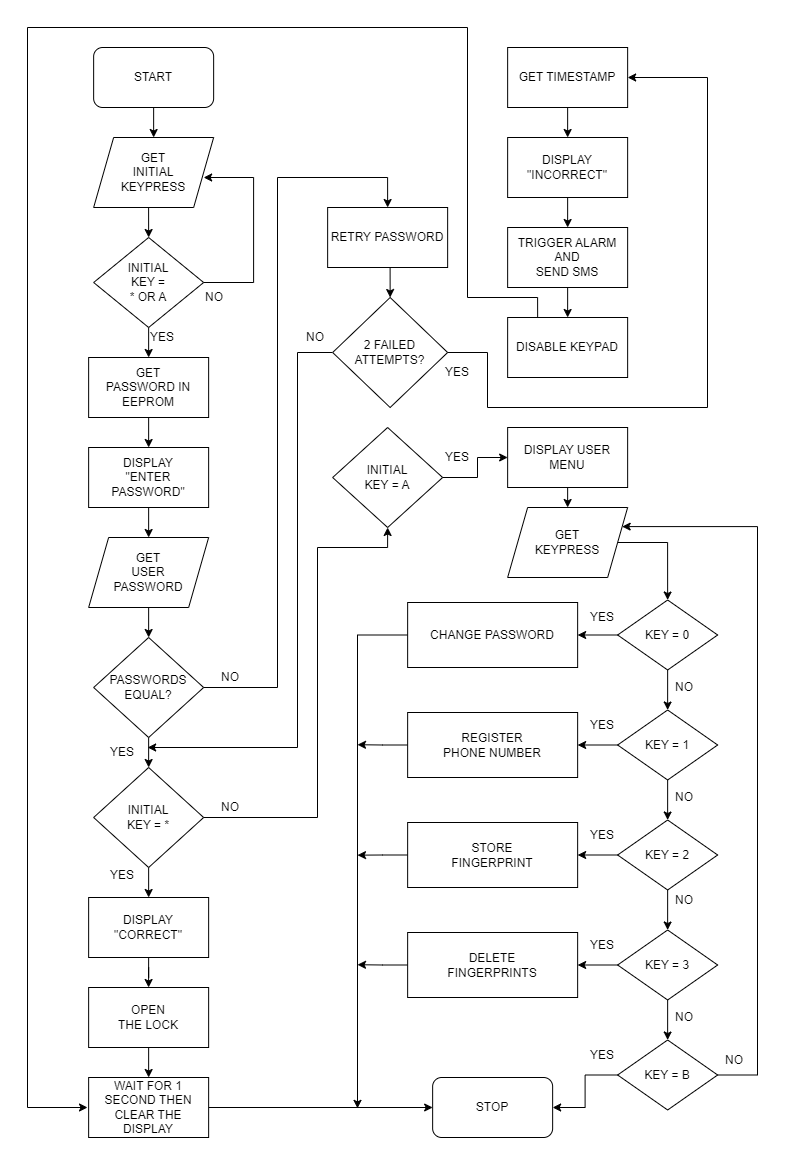 START
GET
INITIAL
KEYPRESS
INITIAL
KEY =
* OR A
NO
YES
GET
PASSWORD IN
EEPROM
DISPLAY
"ENTER
PASSWORD"
GET
USER
PASSWORD
PASSWORDS
EQUAL?
NO
YES
INITIAL
KEY = *
NO
YES
DISPLAY
"CORRECT"
OPEN
THE LOCK
WAIT FOR 1
SECOND THEN
CLEAR THE
DISPLAY
RETRY PASSWORD
2 FAILED
ATTEMPTS?
NO
YES
GET TIMESTAMP
DISPLAY
"INCORRECT"
TRIGGER ALARM
AND
SEND SMS
DISABLE KEYPAD
INITIAL
KEY = A
YES
DISPLAY USER
MENU
GET
KEYPRESS
KEY = 0
YES
CHANGE PASSWORD
NO
KEY = 1
YES
REGISTER
PHONE NUMBER
NO
KEY = 2
YES
STORE
FINGERPRINT
NO
KEY = 3
YES
DELETE
FINGERPRINTS
NO
KEY = B
YES
NO
STOP